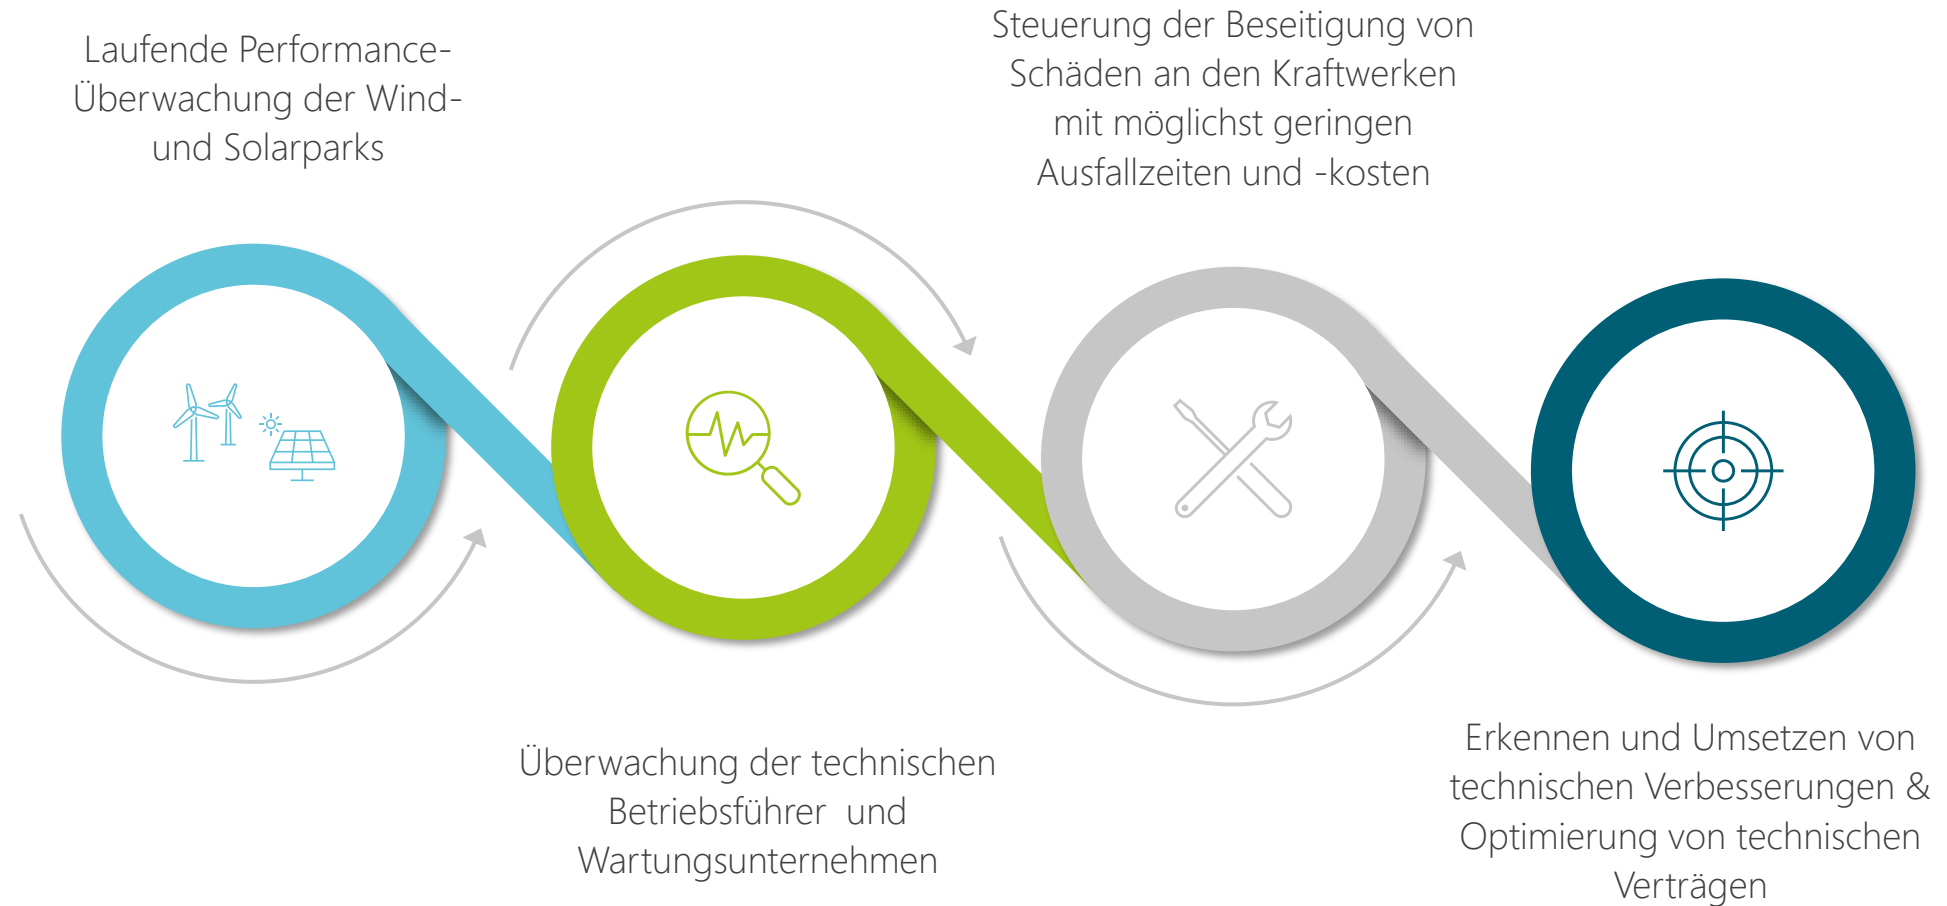 Laufende Performance-
Überwachung der Wind-
und Solarparks
Überwachung der technischen
Betriebsführer  und
Wartungsunternehmen
Steuerung der Beseitigung von
Schäden an den Kraftwerken
mit möglichst geringen
Ausfallzeiten und -kosten
Erkennen und Umsetzen von
technischen Verbesserungen &
Optimierung von technischen
Verträgen